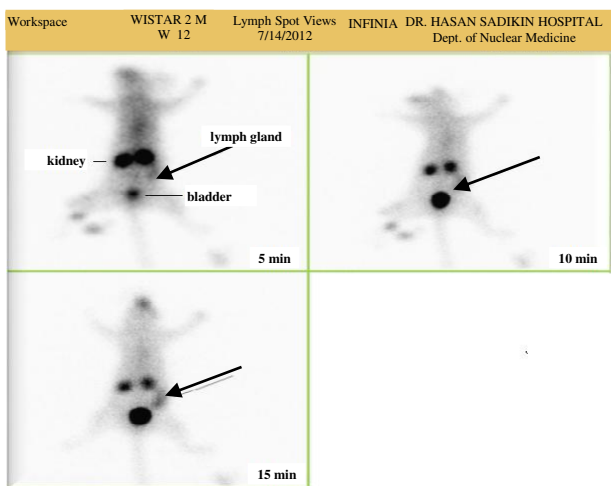 Workspace
WISTAR 2 M
W 12
Lymph Spot Views
7/14/2012
INFINIA
DR. HASAN SADIKIN HOSPITAL
Dept. of Nuclear Medicine
lymph gland
kidney
bladder
5 min
10 min
15 min